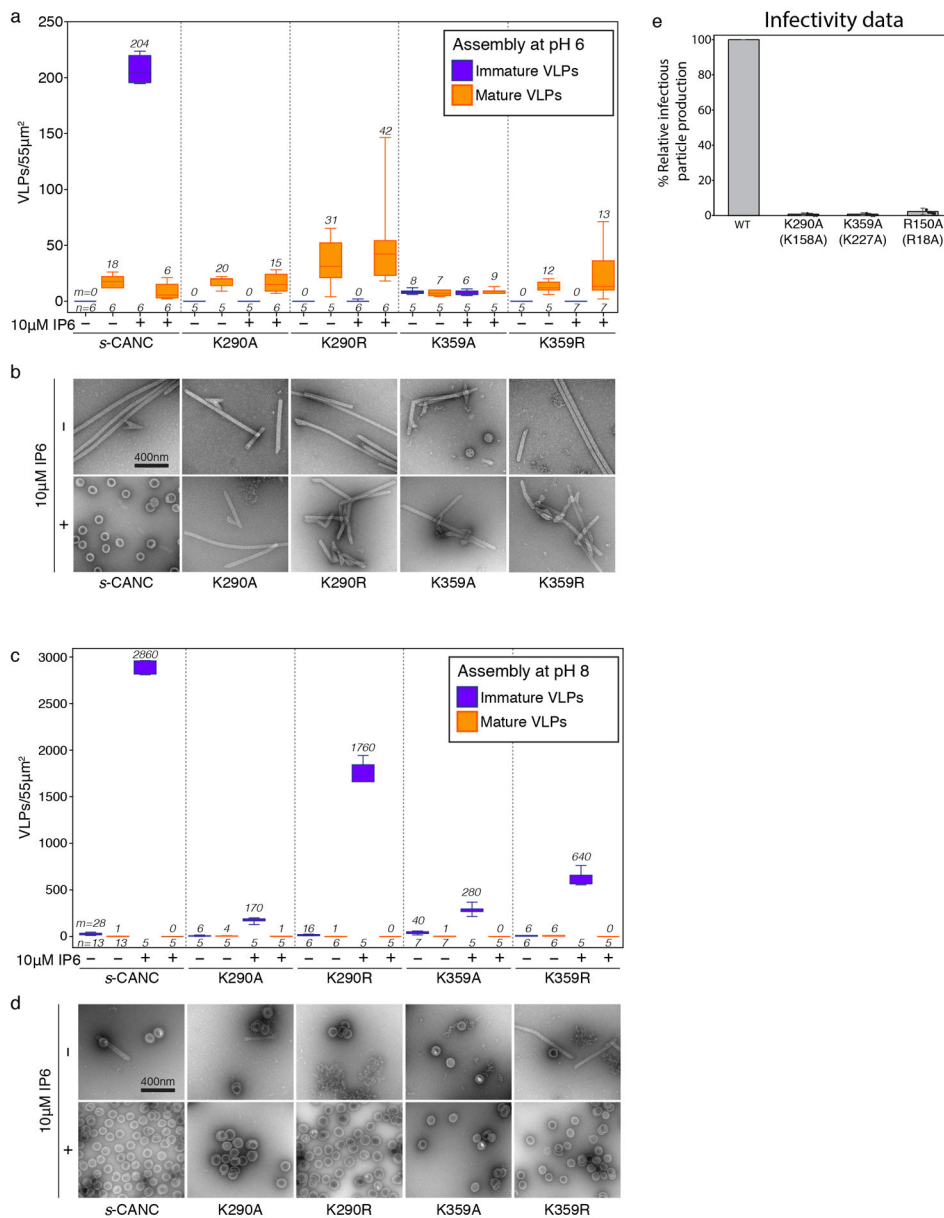 a
Assembly at pH 6
Immature VLPs
Mature VLPs
VLPs/55µm²
250
200
150
100
50
0
204
18
6
20
15
31
42
8
7
6
9
12
13
m=0
0
0
0
0
0
0
n=6
6
6
6
5
5
5
5
5
5
6
6
5
5
5
5
5
5
7
7
10µM IP6
− − + + − − + + − − + + − − + + − − + +
s-CANC K290A K290R K359A K359R
b
10µM IP6
−
+
400nm
s-CANC K290A K290R K359A K359R
c
Assembly at pH 8
Immature VLPs
Mature VLPs
VLPs/55µm²
3000
2500
2000
1500
1000
500
0
2860
170
1760
280
640
m=28 1 0 6 4 1 16 1 0 40 1 0 6 6 0
n=13 13 5 5 5 5 5 5 6 6 5 5 7 7 5 5 6 6 5 5
10µM IP6
− − + + − − + + − − + + − − + + − − + +
s-CANC K290A K290R K359A K359R
d
10µM IP6
−
+
400nm
s-CANC K290A K290R K359A K359R
e
Infectivity data
% Relative infectious
particle production
100
80
60
40
20
0
WT K290A K359A R150A
(K158A) (K227A) (R18A)